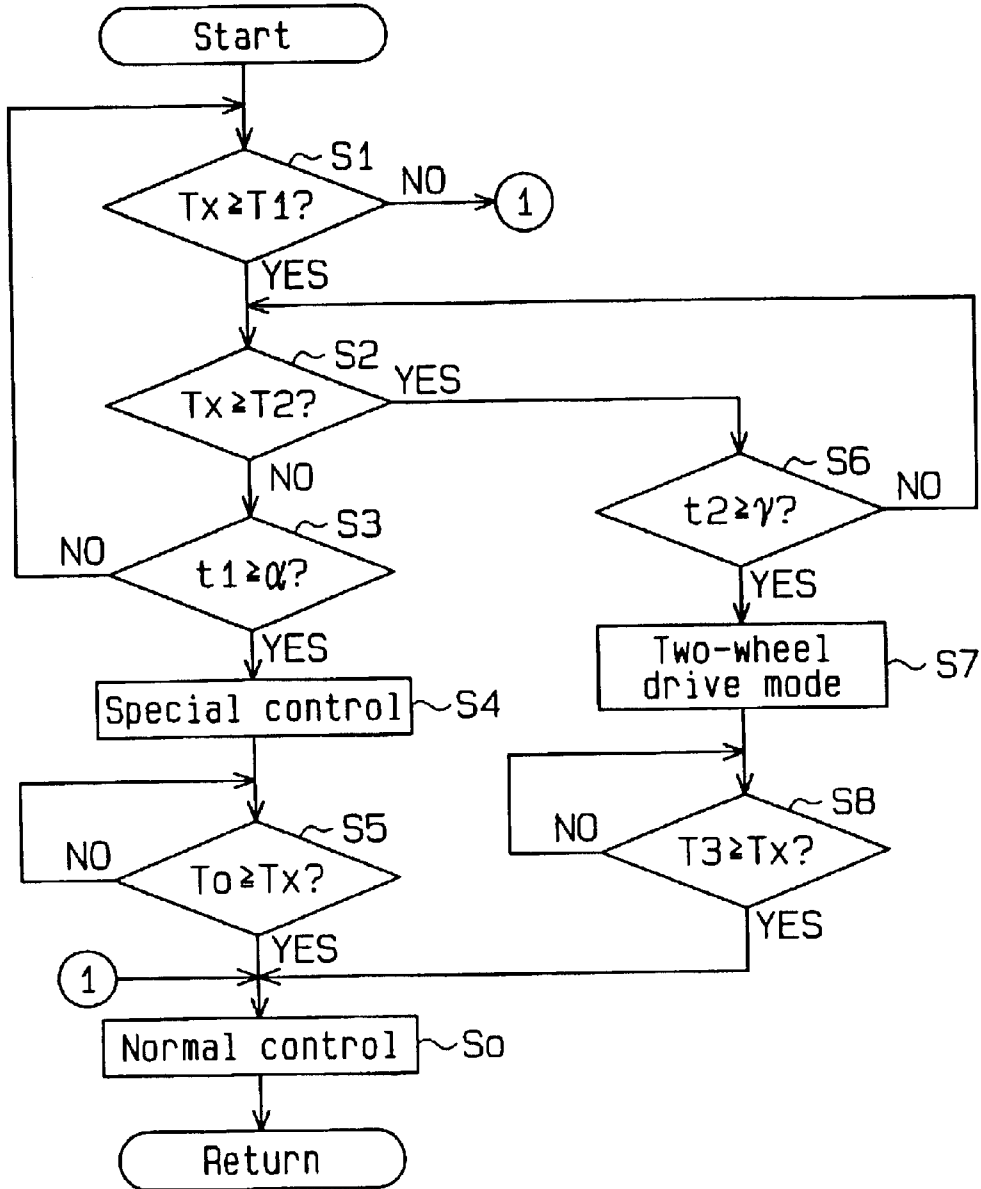 Start
S1
Tx≧T1?
NO
1
YES
S2
Tx≧T2?
YES
NO
S6
t2≧γ?
NO
S3
t1≧α?
NO
YES
YES
Two-wheel
drive mode
S7
Special control
S4
S5
To≧Tx?
NO
YES
S8
T3≧Tx?
NO
YES
1
Normal control
So
Return